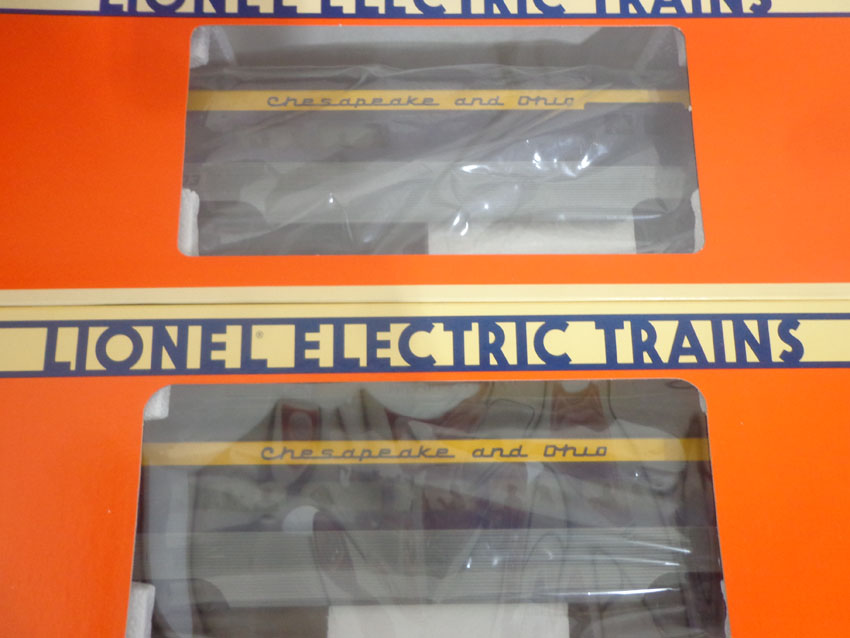 LIONEL ELECTRIC TRAINS
Chesapeake and Ohio
LIONEL® ELECTRIC TRAINS
Chesapeake and Ohio